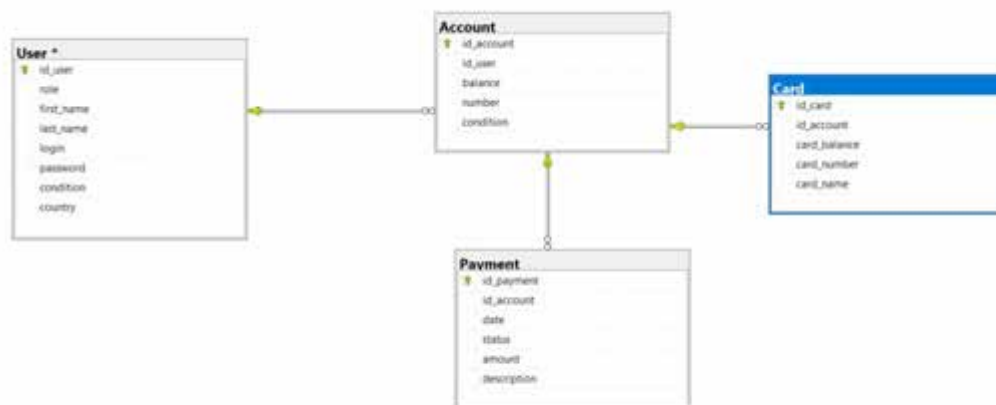 User *
id_user
role
first_name
last_name
login
password
condition
country
Account
id_account
id_user
balance
number
condition
Card
id_card
id_account
card_balance
card_number
card_name
Payment
id_payment
id_account
date
status
amount
description